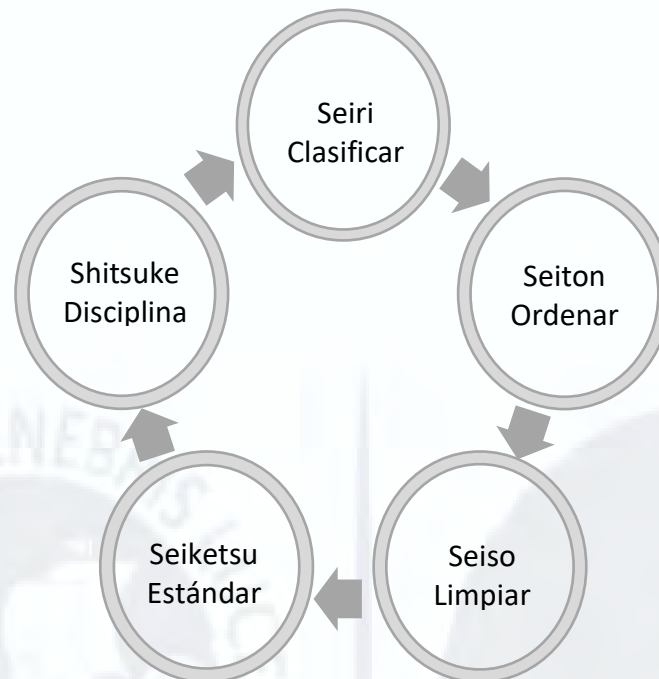 Seiri
Clasificar
Seiton
Ordenar
Seiso
Limpiar
Seiketsu
Estándar
Shitsuke
Disciplina